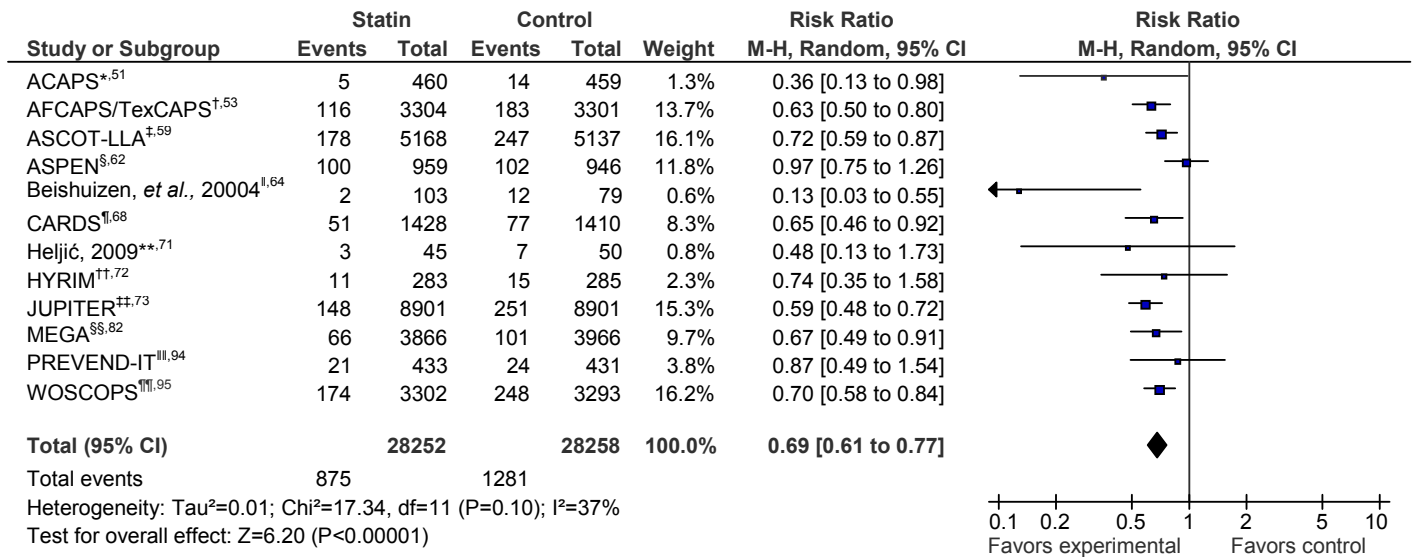 Statin Control Risk Ratio Risk Ratio
Study or Subgroup Events Total Events Total Weight M-H, Random, 95% CI M-H, Random, 95% CI
ACAPS*,51 5 460 14 459 1.3% 0.36 [0.13 to 0.98]
AFCAPS/TexCAPS†,53 116 3304 183 3301 13.7% 0.63 [0.50 to 0.80]
ASCOT-LLA‡,59 178 5168 247 5137 16.1% 0.72 [0.59 to 0.87]
ASPEN§,62 100 959 102 946 11.8% 0.97 [0.75 to 1.26]
Beishuizen, et al., 20004‖,64 2 103 12 79 0.6% 0.13 [0.03 to 0.55]
CARDS¶,68 51 1428 77 1410 8.3% 0.65 [0.46 to 0.92]
Heljić, 2009**,71 3 45 7 50 0.8% 0.48 [0.13 to 1.73]
HYRIM††,72 11 283 15 285 2.3% 0.74 [0.35 to 1.58]
JUPITER‡‡,73 148 8901 251 8901 15.3% 0.59 [0.48 to 0.72]
MEGA§§,82 66 3866 101 3966 9.7% 0.67 [0.49 to 0.91]
PREVEND-IT‖‖,94 21 433 24 431 3.8% 0.87 [0.49 to 1.54]
WOSCOPS¶¶,95 174 3302 248 3293 16.2% 0.70 [0.58 to 0.84]
Total (95% CI) 28252 28258 100.0% 0.69 [0.61 to 0.77]
Total events 875 1281
Heterogeneity: Tau²=0.01; Chi²=17.34, df=11 (P=0.10); I²=37%
Test for overall effect: Z=6.20 (P<0.00001)
0.1 0.2 0.5 1 2 5 10
Favors experimental Favors control